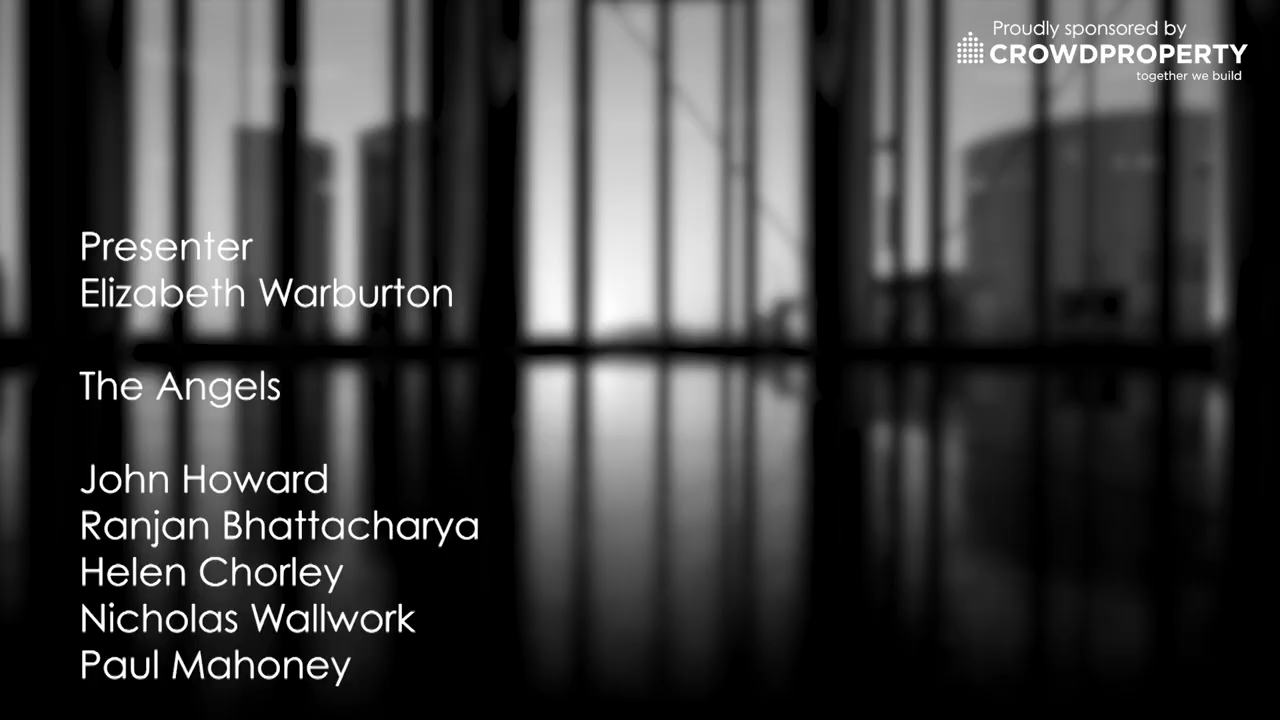 Proudly sponsored by
CROWDPROPERTY
together we build
Presenter
Elizabeth Warburton
The Angels
John Howard
Ranjan Bhattacharya
Helen Chorley
Nicholas Wallwork
Paul Mahoney